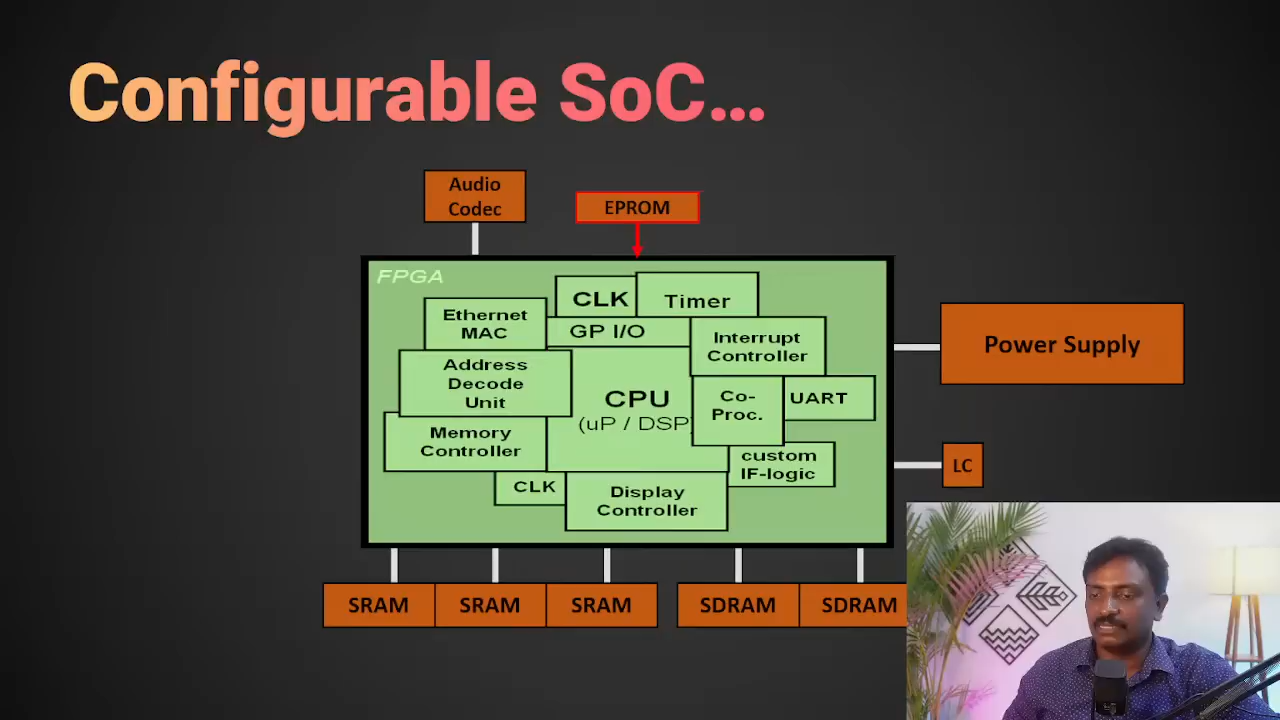 Configurable SoC...
Audio
Codec
EPROM
FPGA
CLK
Timer
Ethernet
MAC
GP I/O
Interrupt
Controller
Address
Decode
Unit
CPU
(uP / DSP)
Co-
Proc.
UART
Memory
Controller
custom
IF-logic
CLK
Display
Controller
Power Supply
LC
SRAM
SRAM
SRAM
SDRAM
SDRAM